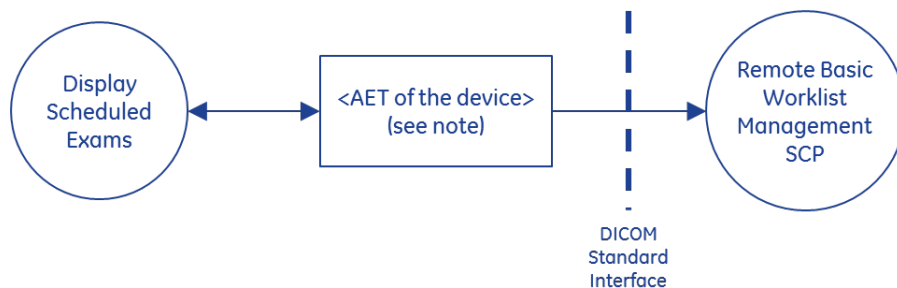 Display
Scheduled
Exams
<AET of the device>
(see note)
Remote Basic
Worklist
Management
SCP
DICOM
Standard
Interface